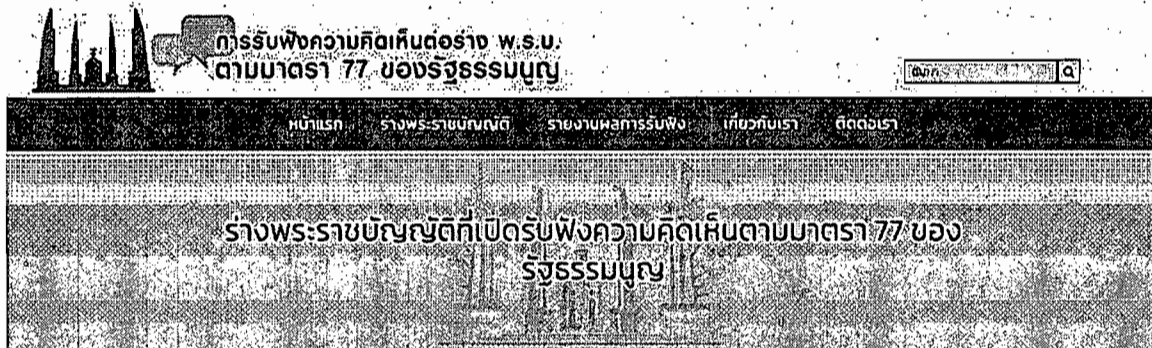 การรับฟังความคิดเห็นต่อร่าง พ.ร.บ.
ตามมาตรา 77 ของรัฐธรรมนูญ
หน้าแรก ร่างพระราชบัญญัติ รายงานผลการรับฟัง เกี่ยวกับเรา ติดต่อเรา
ร่างพระราชบัญญัติที่เปิดรับฟังความคิดเห็นตามมาตรา 77 ของ
รัฐธรรมนูญ